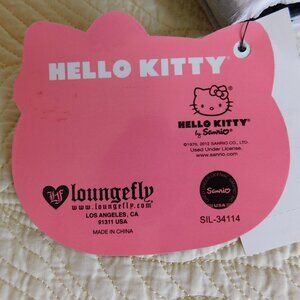 HELLO KITTY®
HELLO KITTY®
by Sanrio®
©1976, 2012 SANRIO CO., LTD.
Used Under License.
www.sanrio.com
loungefly
www.loungefly.com
LOS ANGELES, CA
91311 USA
MADE IN CHINA
Sanrio
USA
SIL-34114